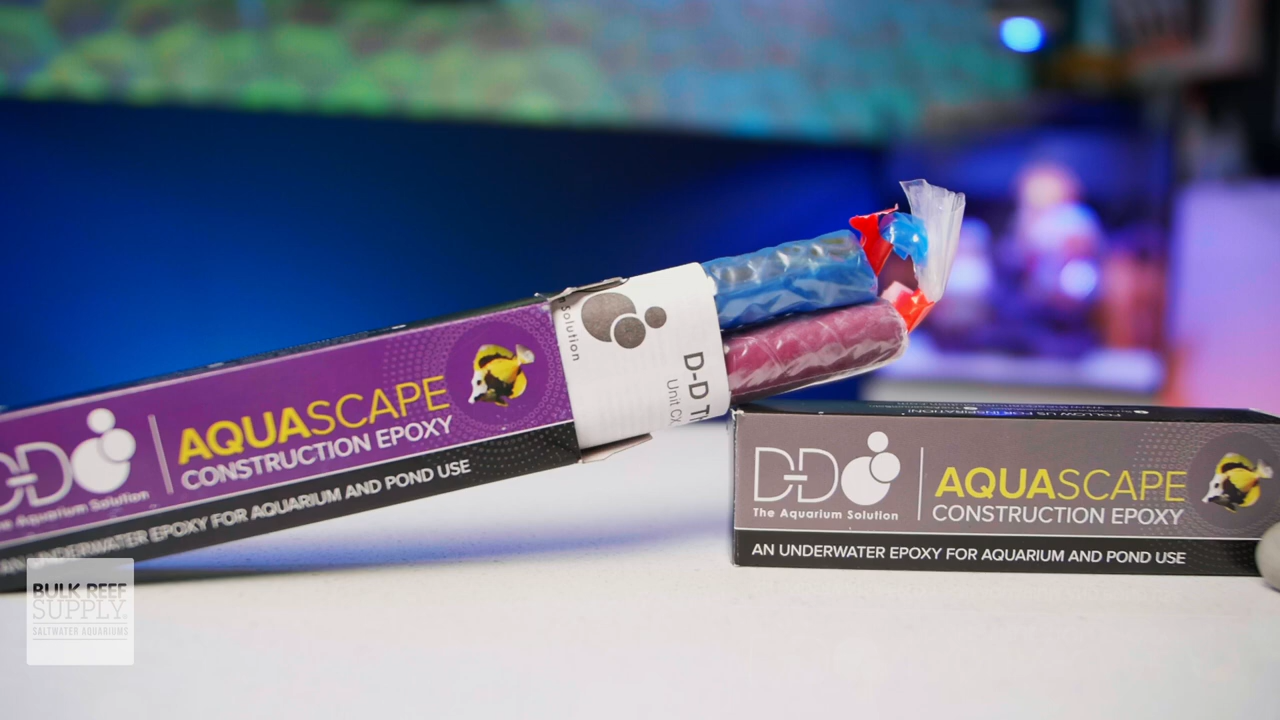 D-D
The Aquarium Solution
AQUASCAPE
CONSTRUCTION EPOXY
AN UNDERWATER EPOXY FOR AQUARIUM AND POND USE
Solution
D-D
Unit
D-D
The Aquarium Solution
AQUASCAPE
CONSTRUCTION EPOXY
AN UNDERWATER EPOXY FOR AQUARIUM AND POND USE
BULK REEF
SUPPLY®
SALTWATER AQUARIUMS